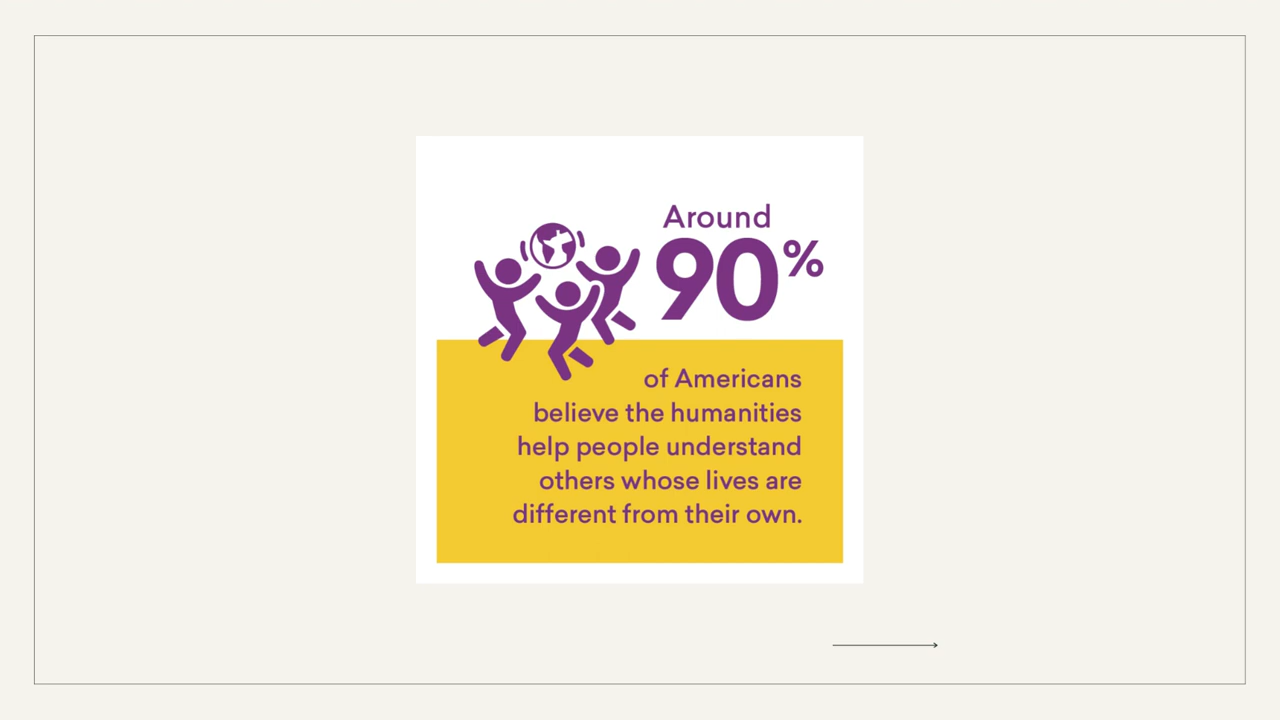 Around
90%
of Americans
believe the humanities
help people understand
others whose lives are
different from their own.